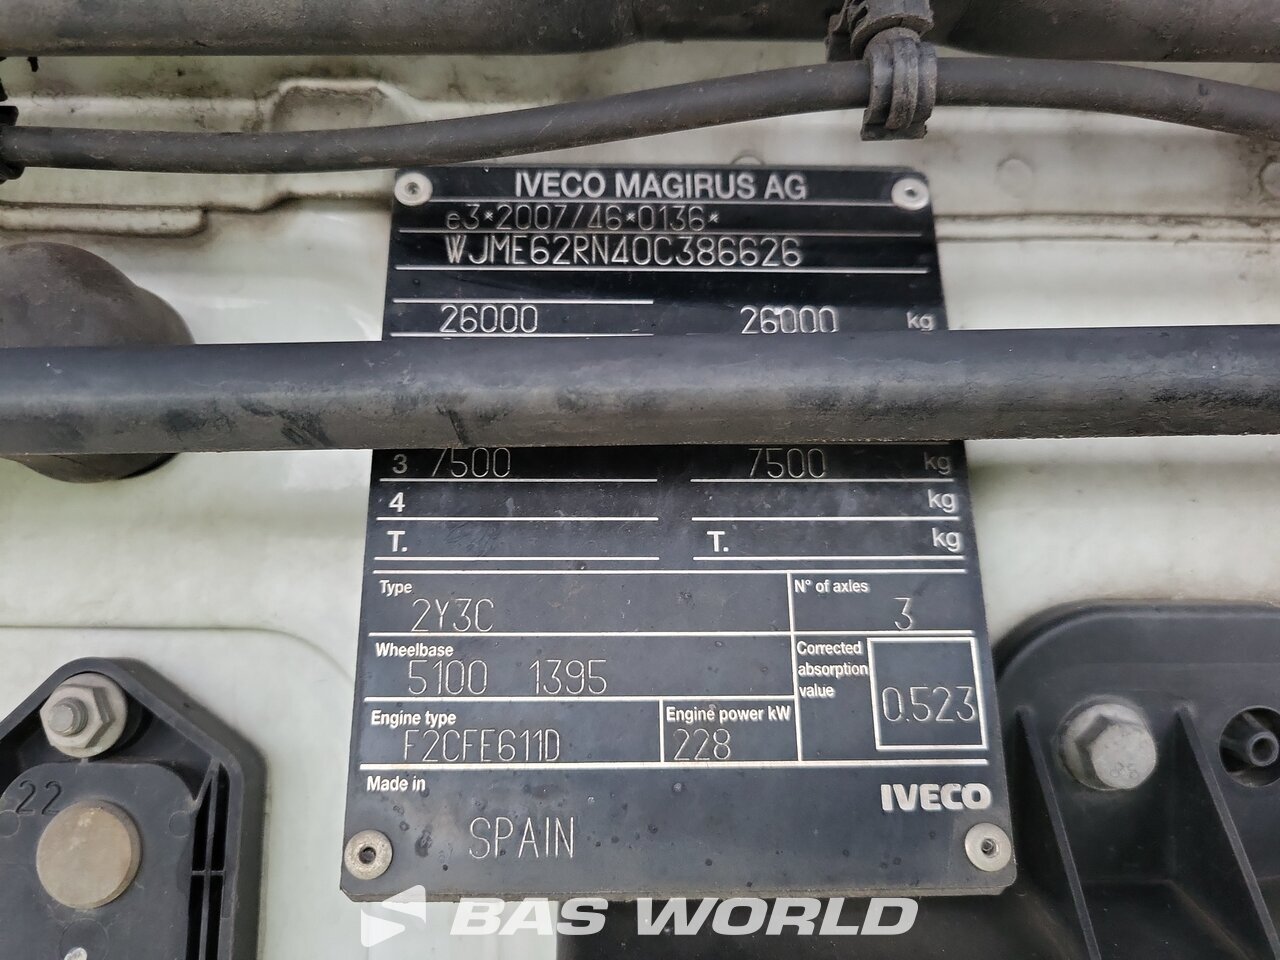 IVECO MAGIRUS AG
e3*2007/46*0136*
WJME62RN40C386626
26000 26000 kg
3 7500 7500 kg
4 kg
T. T. kg
Type N° of axles
2Y3C 3
Wheelbase Corrected absorption value
5100 1395 0.523
Engine type Engine power kW
F2CFE611D 228
Made in
IVECO
SPAIN
22
BAS WORLD